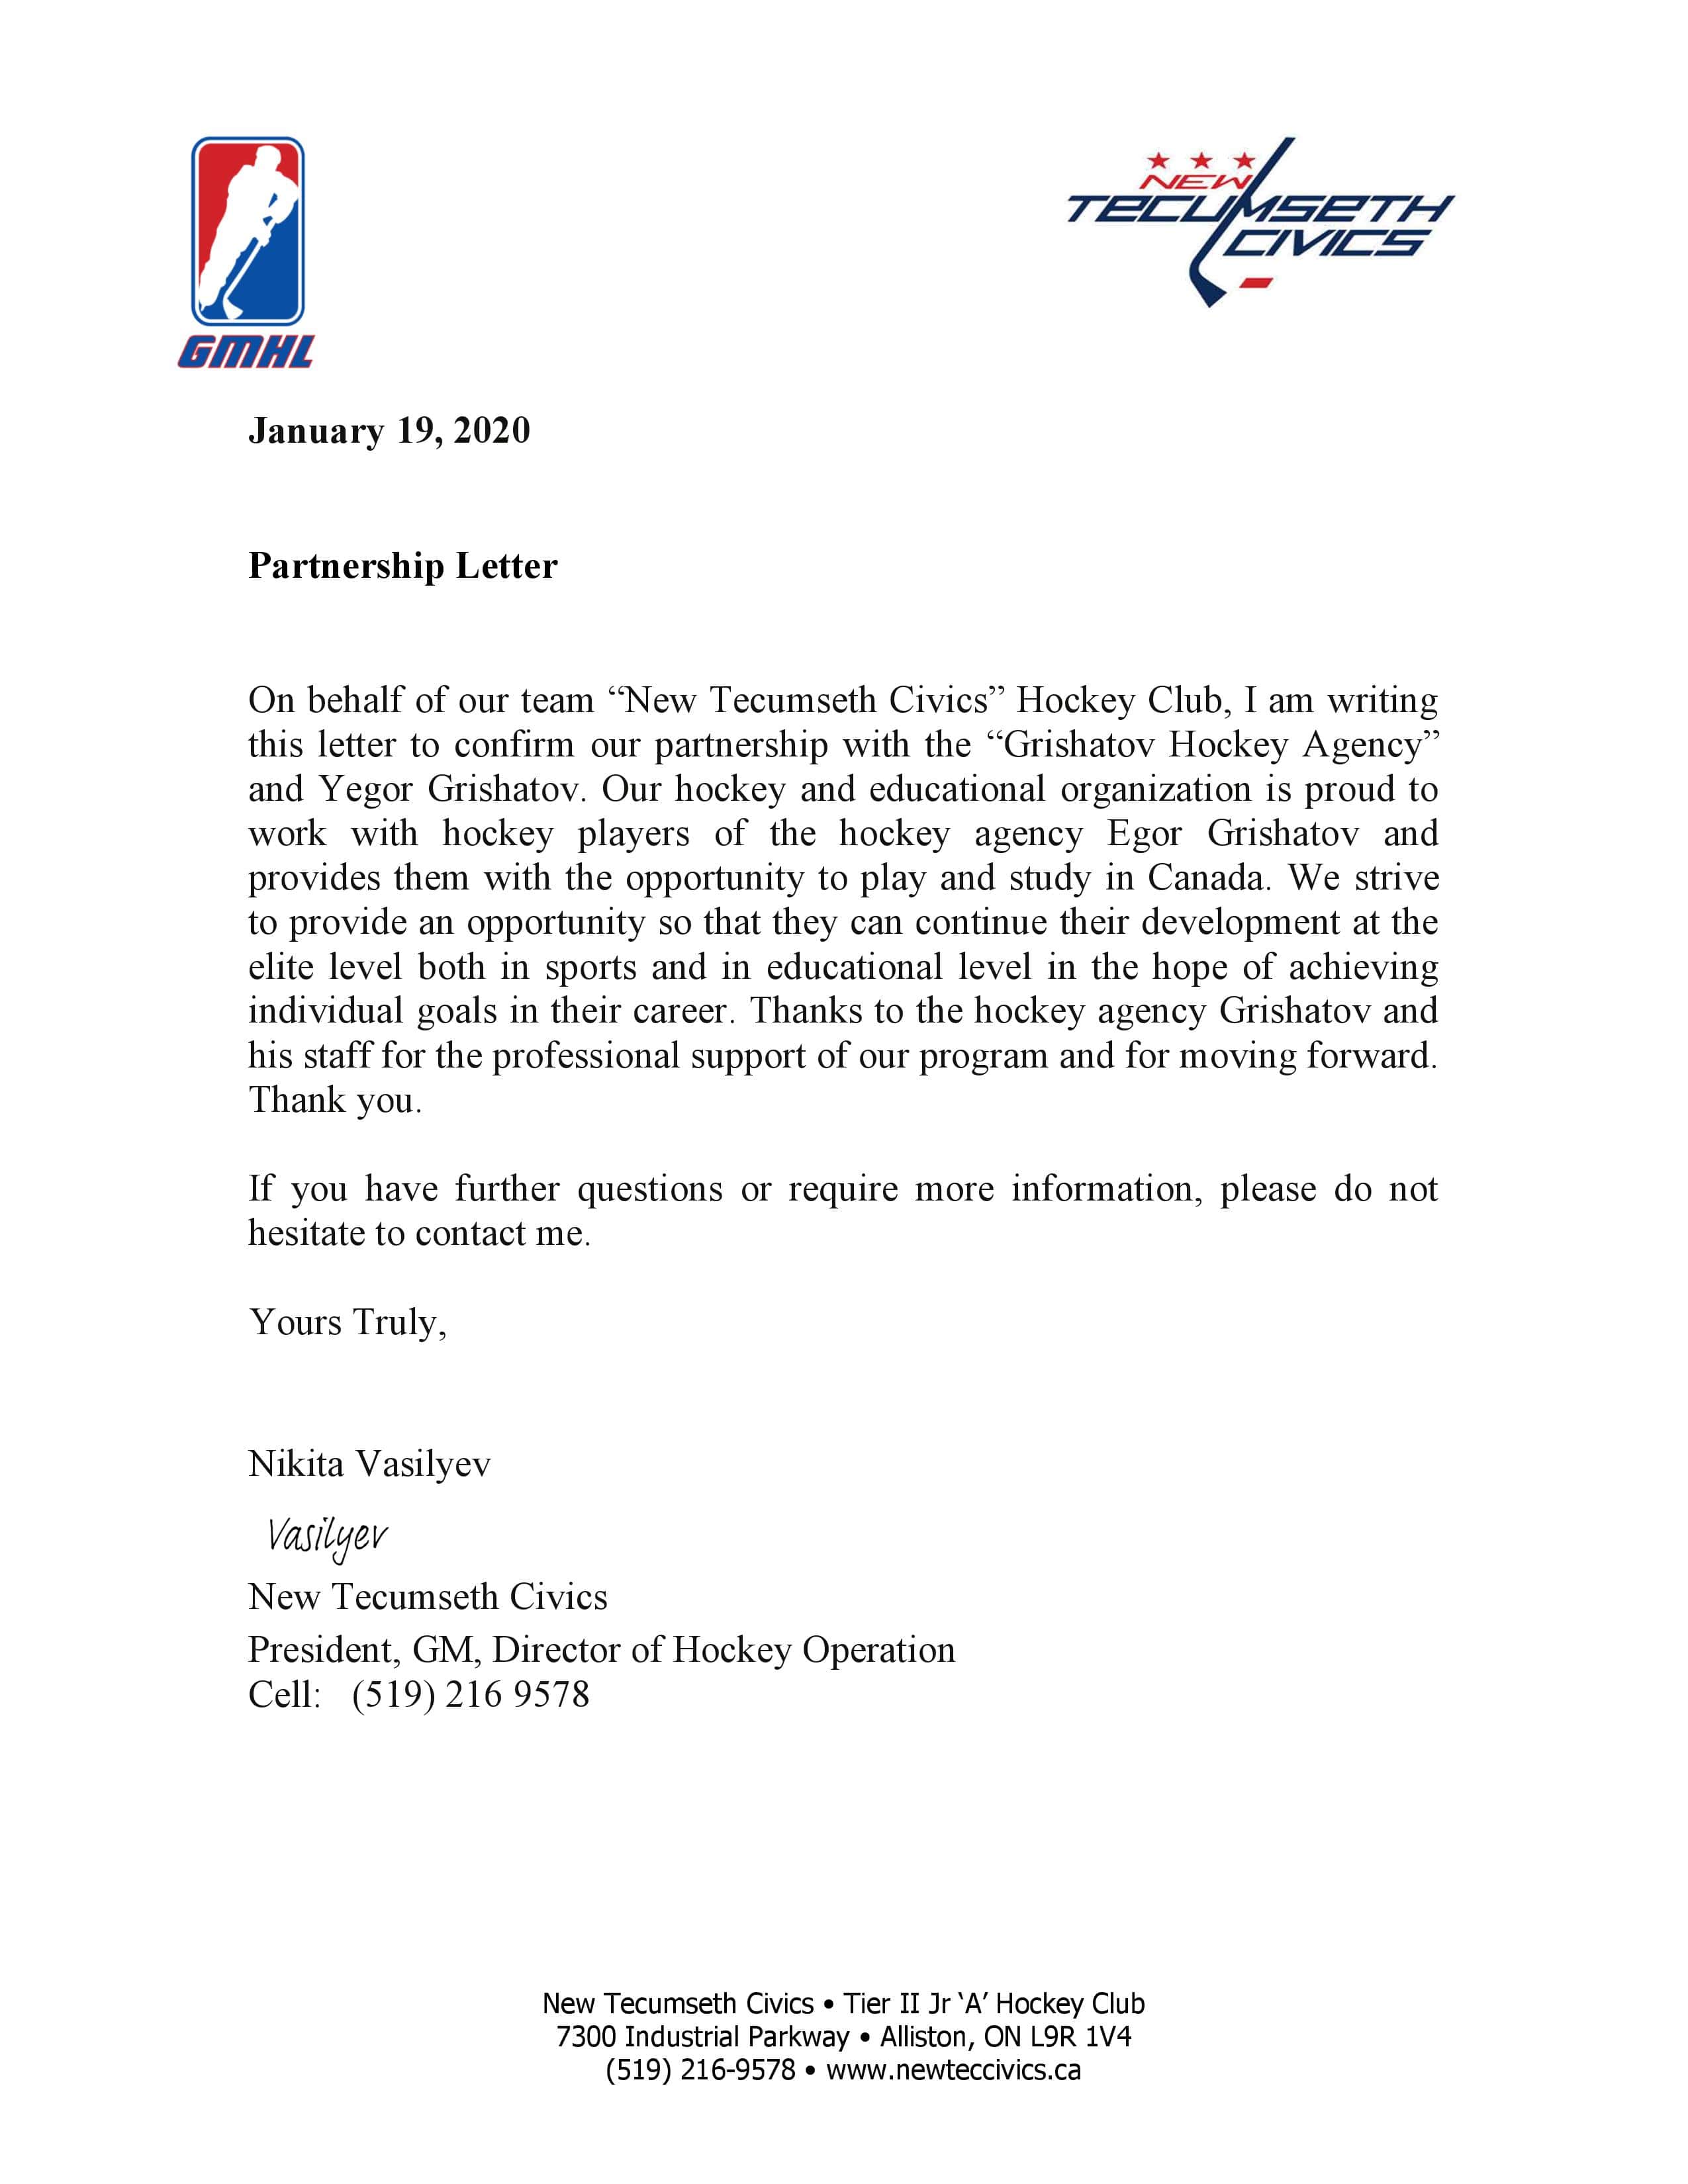 GMHL
NEW
TECUMSETH
CIVICS
January 19, 2020
Partnership Letter
On behalf of our team “New Tecumseth Civics” Hockey Club, I am writing
this letter to confirm our partnership with the “Grishatov Hockey Agency”
and Yegor Grishatov. Our hockey and educational organization is proud to
work with hockey players of the hockey agency Egor Grishatov and
provides them with the opportunity to play and study in Canada. We strive
to provide an opportunity so that they can continue their development at the
elite level both in sports and in educational level in the hope of achieving
individual goals in their career. Thanks to the hockey agency Grishatov and
his staff for the professional support of our program and for moving forward.
Thank you.
If you have further questions or require more information, please do not
hesitate to contact me.
Yours Truly,
Nikita Vasilyev
Vasilyev
New Tecumseth Civics
President, GM, Director of Hockey Operation
Cell: (519) 216 9578
New Tecumseth Civics • Tier II Jr ‘A’ Hockey Club
7300 Industrial Parkway • Alliston, ON L9R 1V4
(519) 216-9578 • www.newteccivics.ca